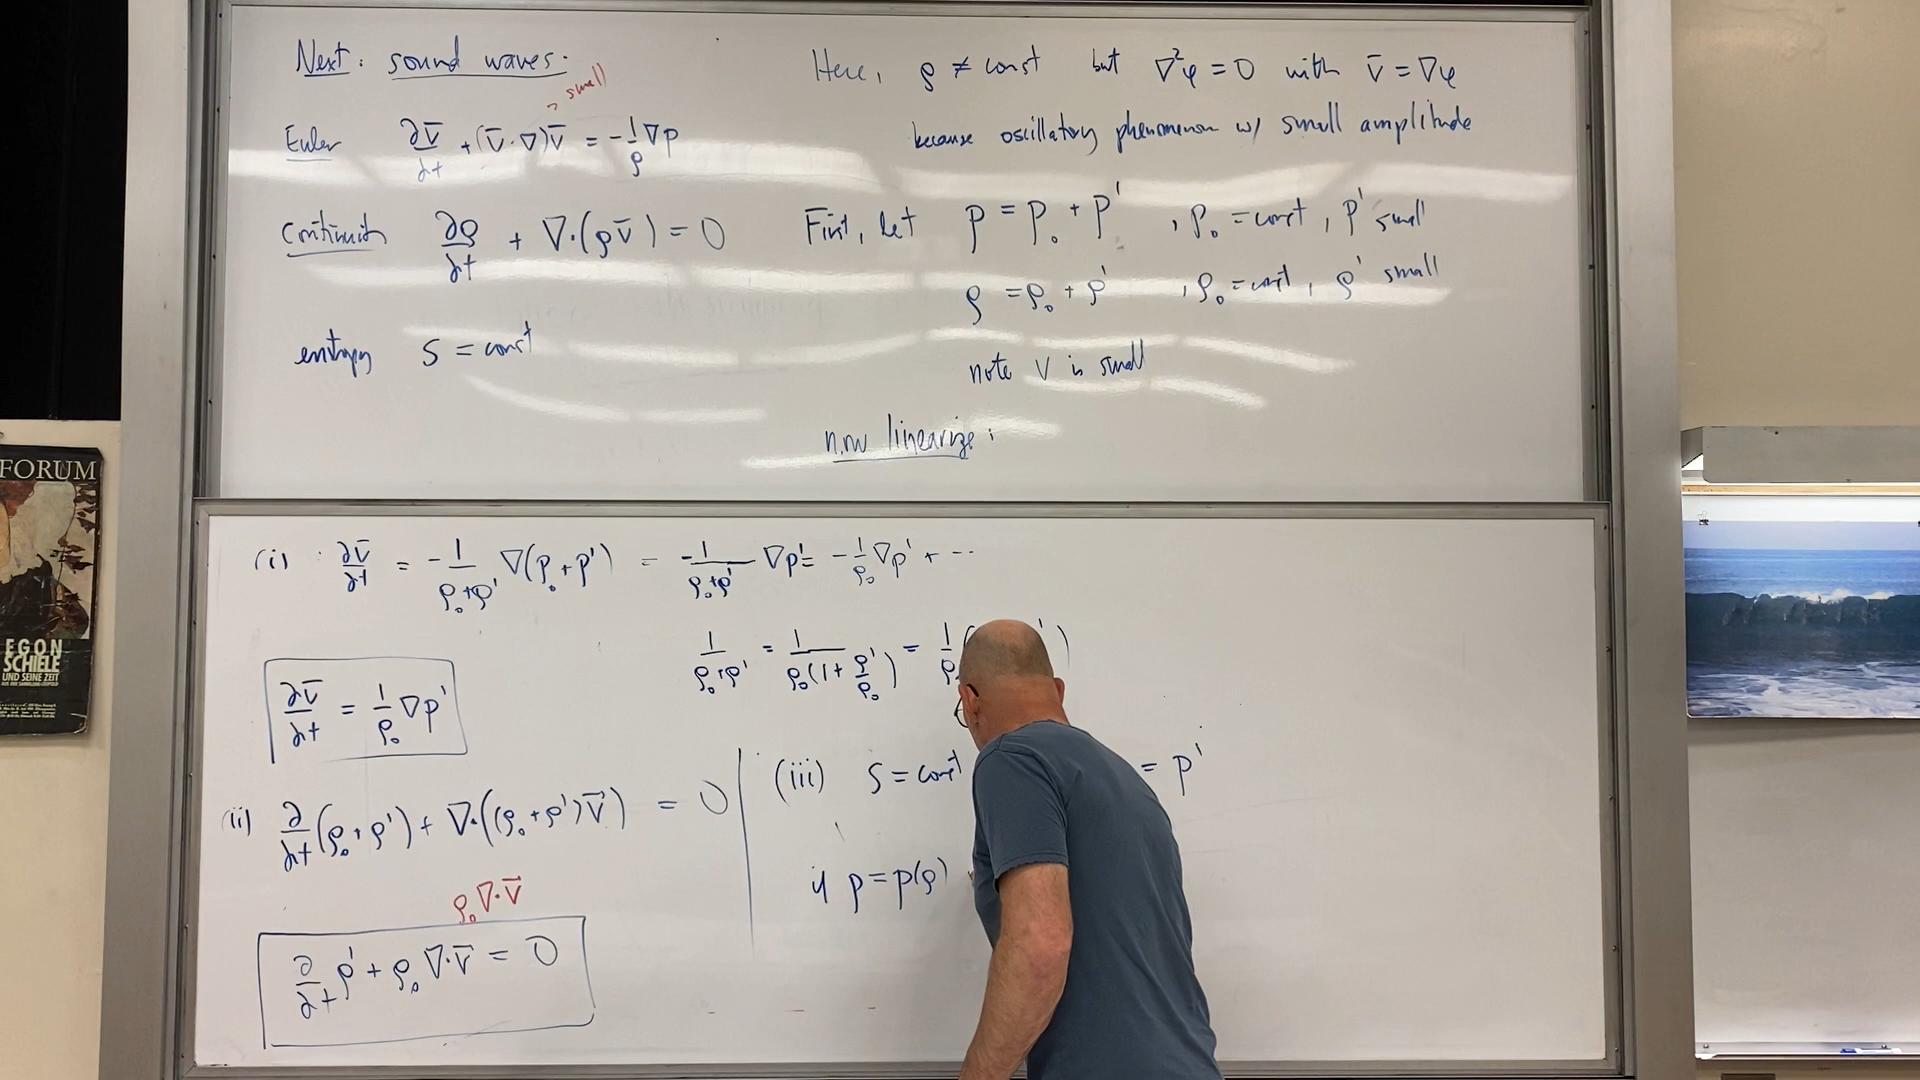 Next: sound waves.
→ small
Euler ∂v̄/∂t + (v̄·∇)v̄ = -1/ρ ∇p
Continuity ∂ρ/∂t + ∇·(ρv̄) = 0
entropy s = const
Here, ρ ≠ const but ∇²φ = 0 with v̄ = ∇φ
because oscillatory phenomenon w/ small amplitude
First, let p = p₀ + p' , p₀ = const , p' small
ρ = ρ₀ + ρ' , ρ₀ = const , ρ' small
note v is small
now linearize:
(i) ∂v̄/∂t = -1/(ρ₀+ρ') ∇(p₀+p') = -1/(ρ₀+ρ') ∇p' = -1/ρ₀ ∇p' + ...
1/(ρ₀+ρ') = 1/(ρ₀(1+ρ'/ρ₀)) = 1/ρ ( ' )
∂v̄/∂t = 1/ρ₀ ∇p'
(ii) ∂/∂t (ρ₀+ρ') + ∇·((ρ₀+ρ')v̄) = 0
ρ₀∇·v̄
∂/∂t ρ' + ρ₀ ∇·v̄ = 0
(iii) s = const = p'
if p = p(ρ)
FORUM
EGON
SCHIELE
UND SEINE ZEIT